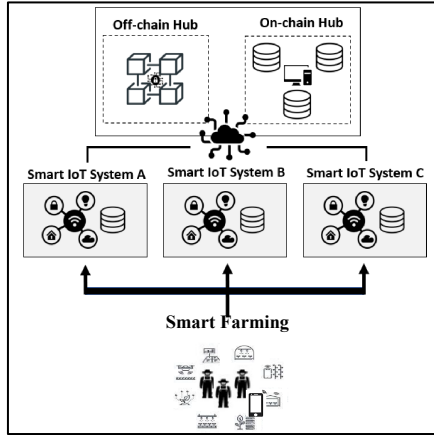 Off-chain Hub
On-chain Hub
Smart IoT System A
Smart IoT System B
Smart IoT System C
Smart Farming